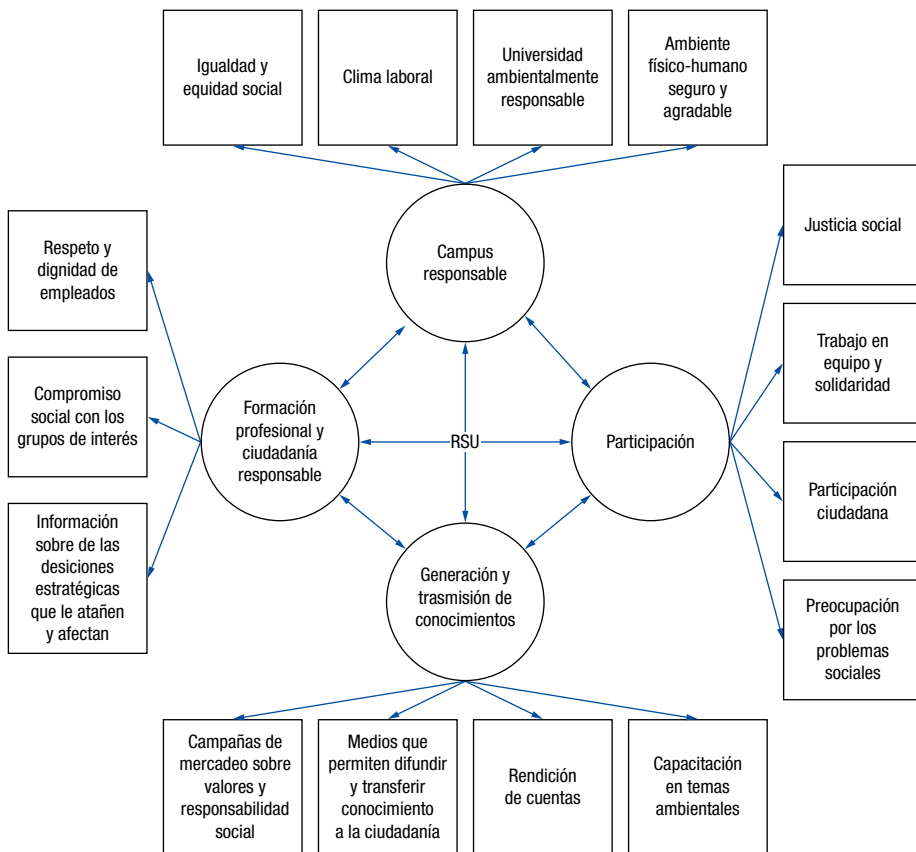 Igualdad y
equidad social
Clima laboral
Universidad
ambientalmente
responsable
Ambiente
físico-humano
seguro y
agradable
Campus
responsable
Respeto y
dignidad de
empleados
Compromiso
social con los
grupos de interés
Información
sobre de las
desiciones
estratégicas
que le atañen
y afectan
Formación
profesional y
ciudadanía
responsable
RSU
Participación
Justicia social
Trabajo en
equipo y
solidaridad
Participación
ciudadana
Preocupación
por los
problemas
sociales
Generación y
trasmisión de
conocimientos
Campañas de
mercadeo sobre
valores y
responsabilidad
social
Medios que
permiten difundir
y transferir
conocimiento
a la ciudadanía
Rendición
de cuentas
Capacitación
en temas
ambientales